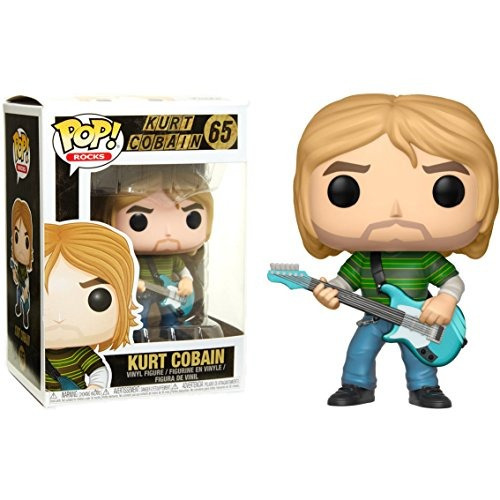 POP!
ROCKS
KURT
COBAIN
65
KURT COBAIN
VINYL FIGURE / FIGURINE EN VINYLE /
FIGURA DE VINIL